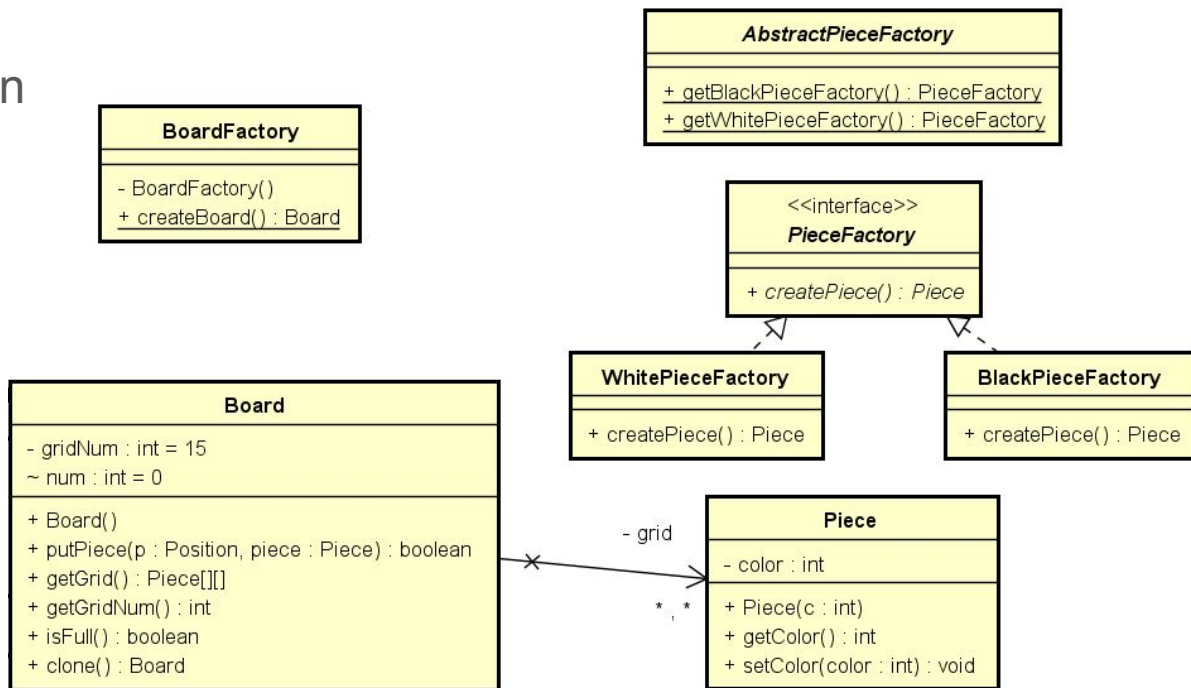 n
BoardFactory
- BoardFactory()
+ createBoard() : Board
AbstractPieceFactory
+ getBlackPieceFactory() : PieceFactory
+ getWhitePieceFactory() : PieceFactory
<<interface>>
PieceFactory
+ createPiece() : Piece
WhitePieceFactory
+ createPiece() : Piece
BlackPieceFactory
+ createPiece() : Piece
Board
- gridNum : int = 15
~ num : int = 0
+ Board()
+ putPiece(p : Position, piece : Piece) : boolean
+ getGrid() : Piece[][]
+ getGridNum() : int
+ isFull() : boolean
+ clone() : Board
- grid
* , *
Piece
- color : int
+ Piece(c : int)
+ getColor() : int
+ setColor(color : int) : void